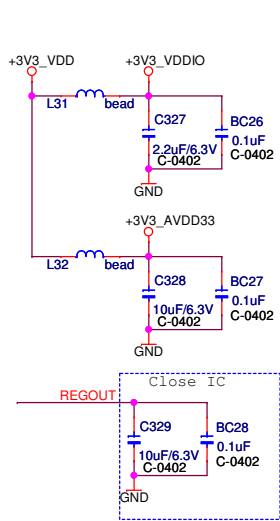 +3V3_VDD
+3V3_VDDIO
L31
bead
C327
2.2uF/6.3V
C-0402
BC26
0.1uF
C-0402
GND
+3V3_AVDD33
L32
bead
C328
10uF/6.3V
C-0402
BC27
0.1uF
C-0402
GND
Close IC
REGOUT
C329
10uF/6.3V
C-0402
BC28
0.1uF
C-0402
GND